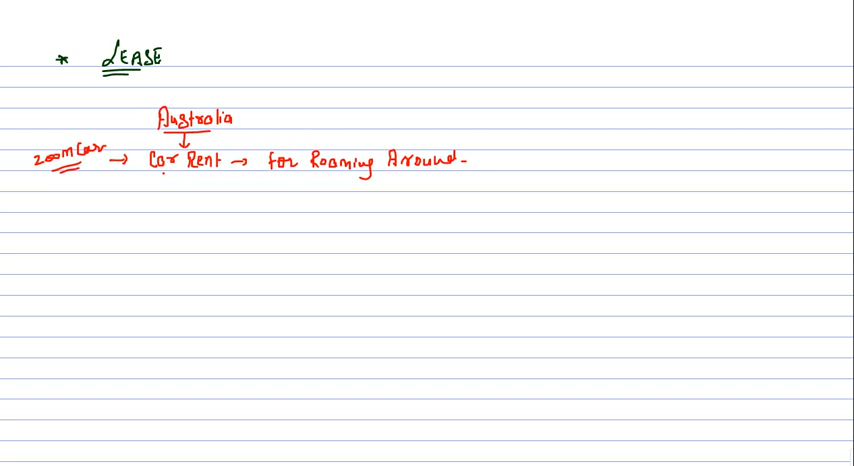 * LEASE
Australia
ZoomCar → Car Rent → For Roaming Around.